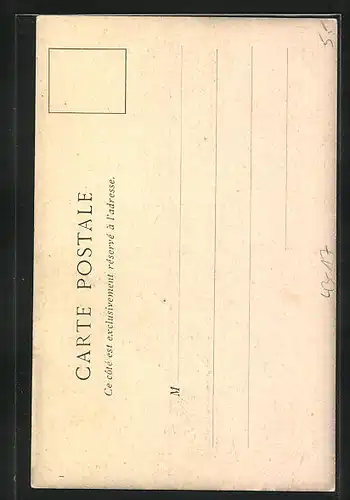 CARTE POSTALE
Ce côté est exclusivement réservé à l'adresse.
M